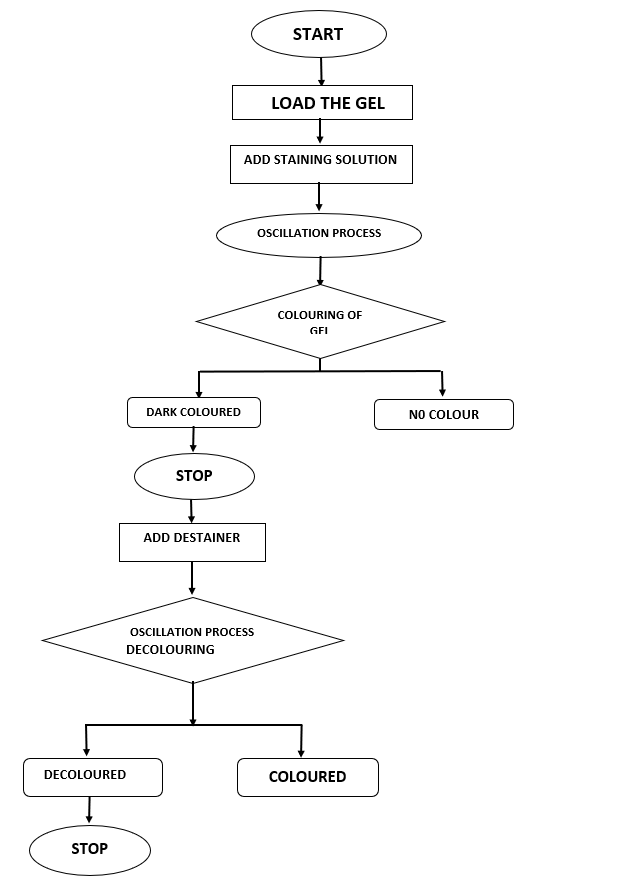 START
LOAD THE GEL
ADD STAINING SOLUTION
OSCILLATION PROCESS
COLOURING OF
GEL
DARK COLOURED
N0 COLOUR
STOP
ADD DESTAINER
OSCILLATION PROCESS
DECOLOURING
DECOLOURED
COLOURED
STOP